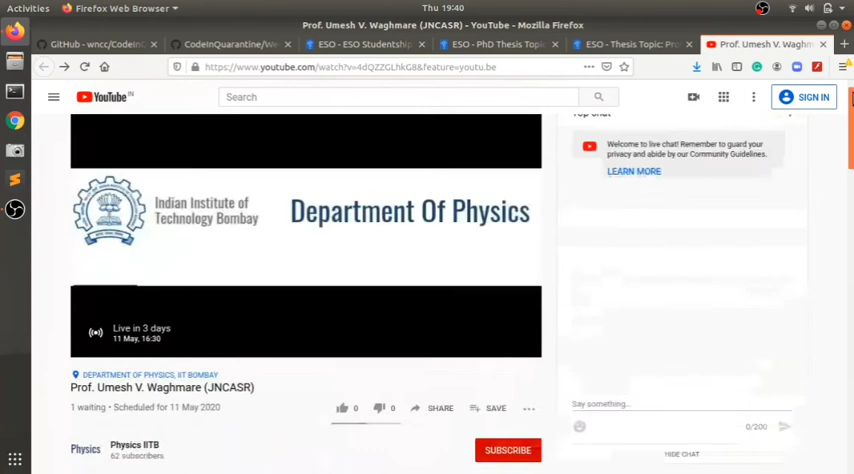 Activities Firefox Web Browser Thu 19:40
Prof. Umesh V. Waghmare (JNCASR) - YouTube - Mozilla Firefox
GitHub - wncc/CodeInQ CodeInQuarantine/We ESO - ESO Studentship ESO - PhD Thesis Topic: ESO - Thesis Topic: Pro Prof. Umesh V. Waghm
https://www.youtube.com/watch?v=4dQZZGLhkG8&feature=youtu.be
YouTube IN Search SIGN IN
Top chat
Welcome to live chat! Remember to guard your
privacy and abide by our Community Guidelines.
LEARN MORE
Indian Institute of
Technology Bombay
Department Of Physics
Live in 3 days
11 May, 16:30
DEPARTMENT OF PHYSICS, IIT BOMBAY
Prof. Umesh V. Waghmare (JNCASR)
1 waiting • Scheduled for 11 May 2020
0 0 SHARE SAVE
Say something...
0/200
HIDE CHAT
Physics
Physics IITB
62 subscribers
SUBSCRIBE